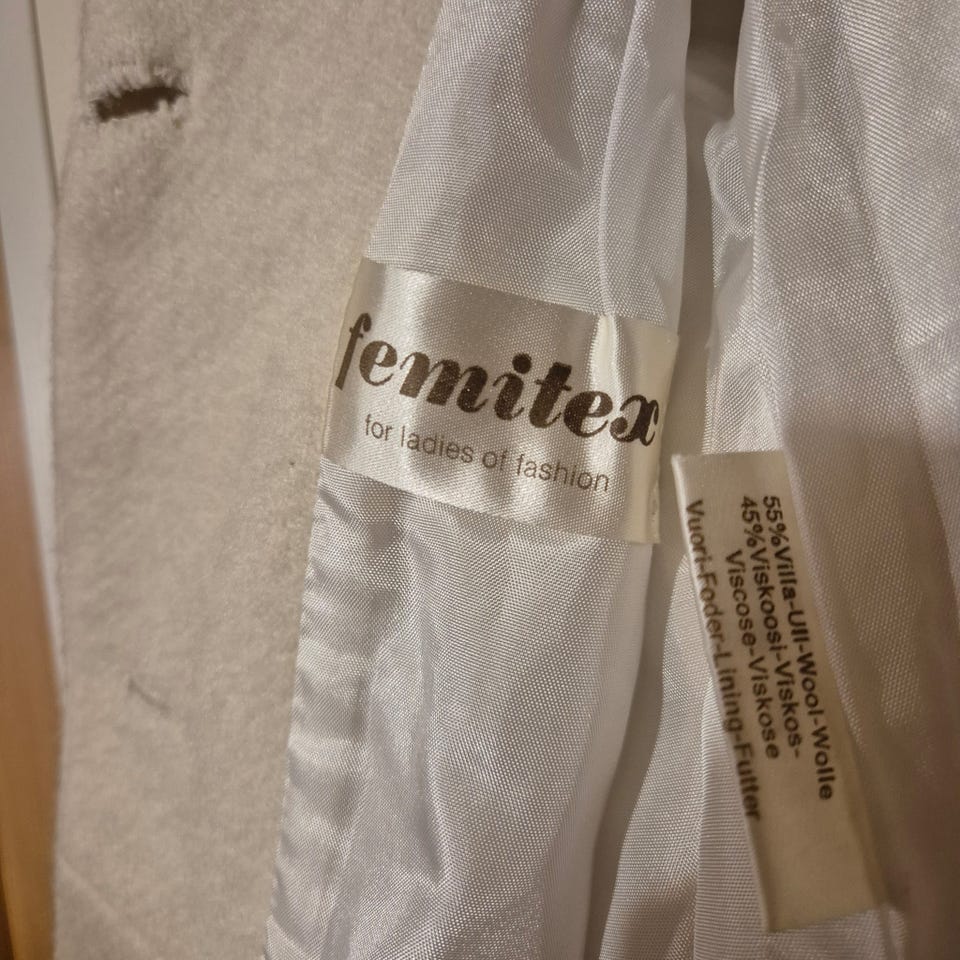 femitex
for ladies of fashion
55%Villa-Ull-Wool-Wolle
45%Viskoosi-Viskos-
Viscose-Viskose
Vuori-Foder-Lining-Futter